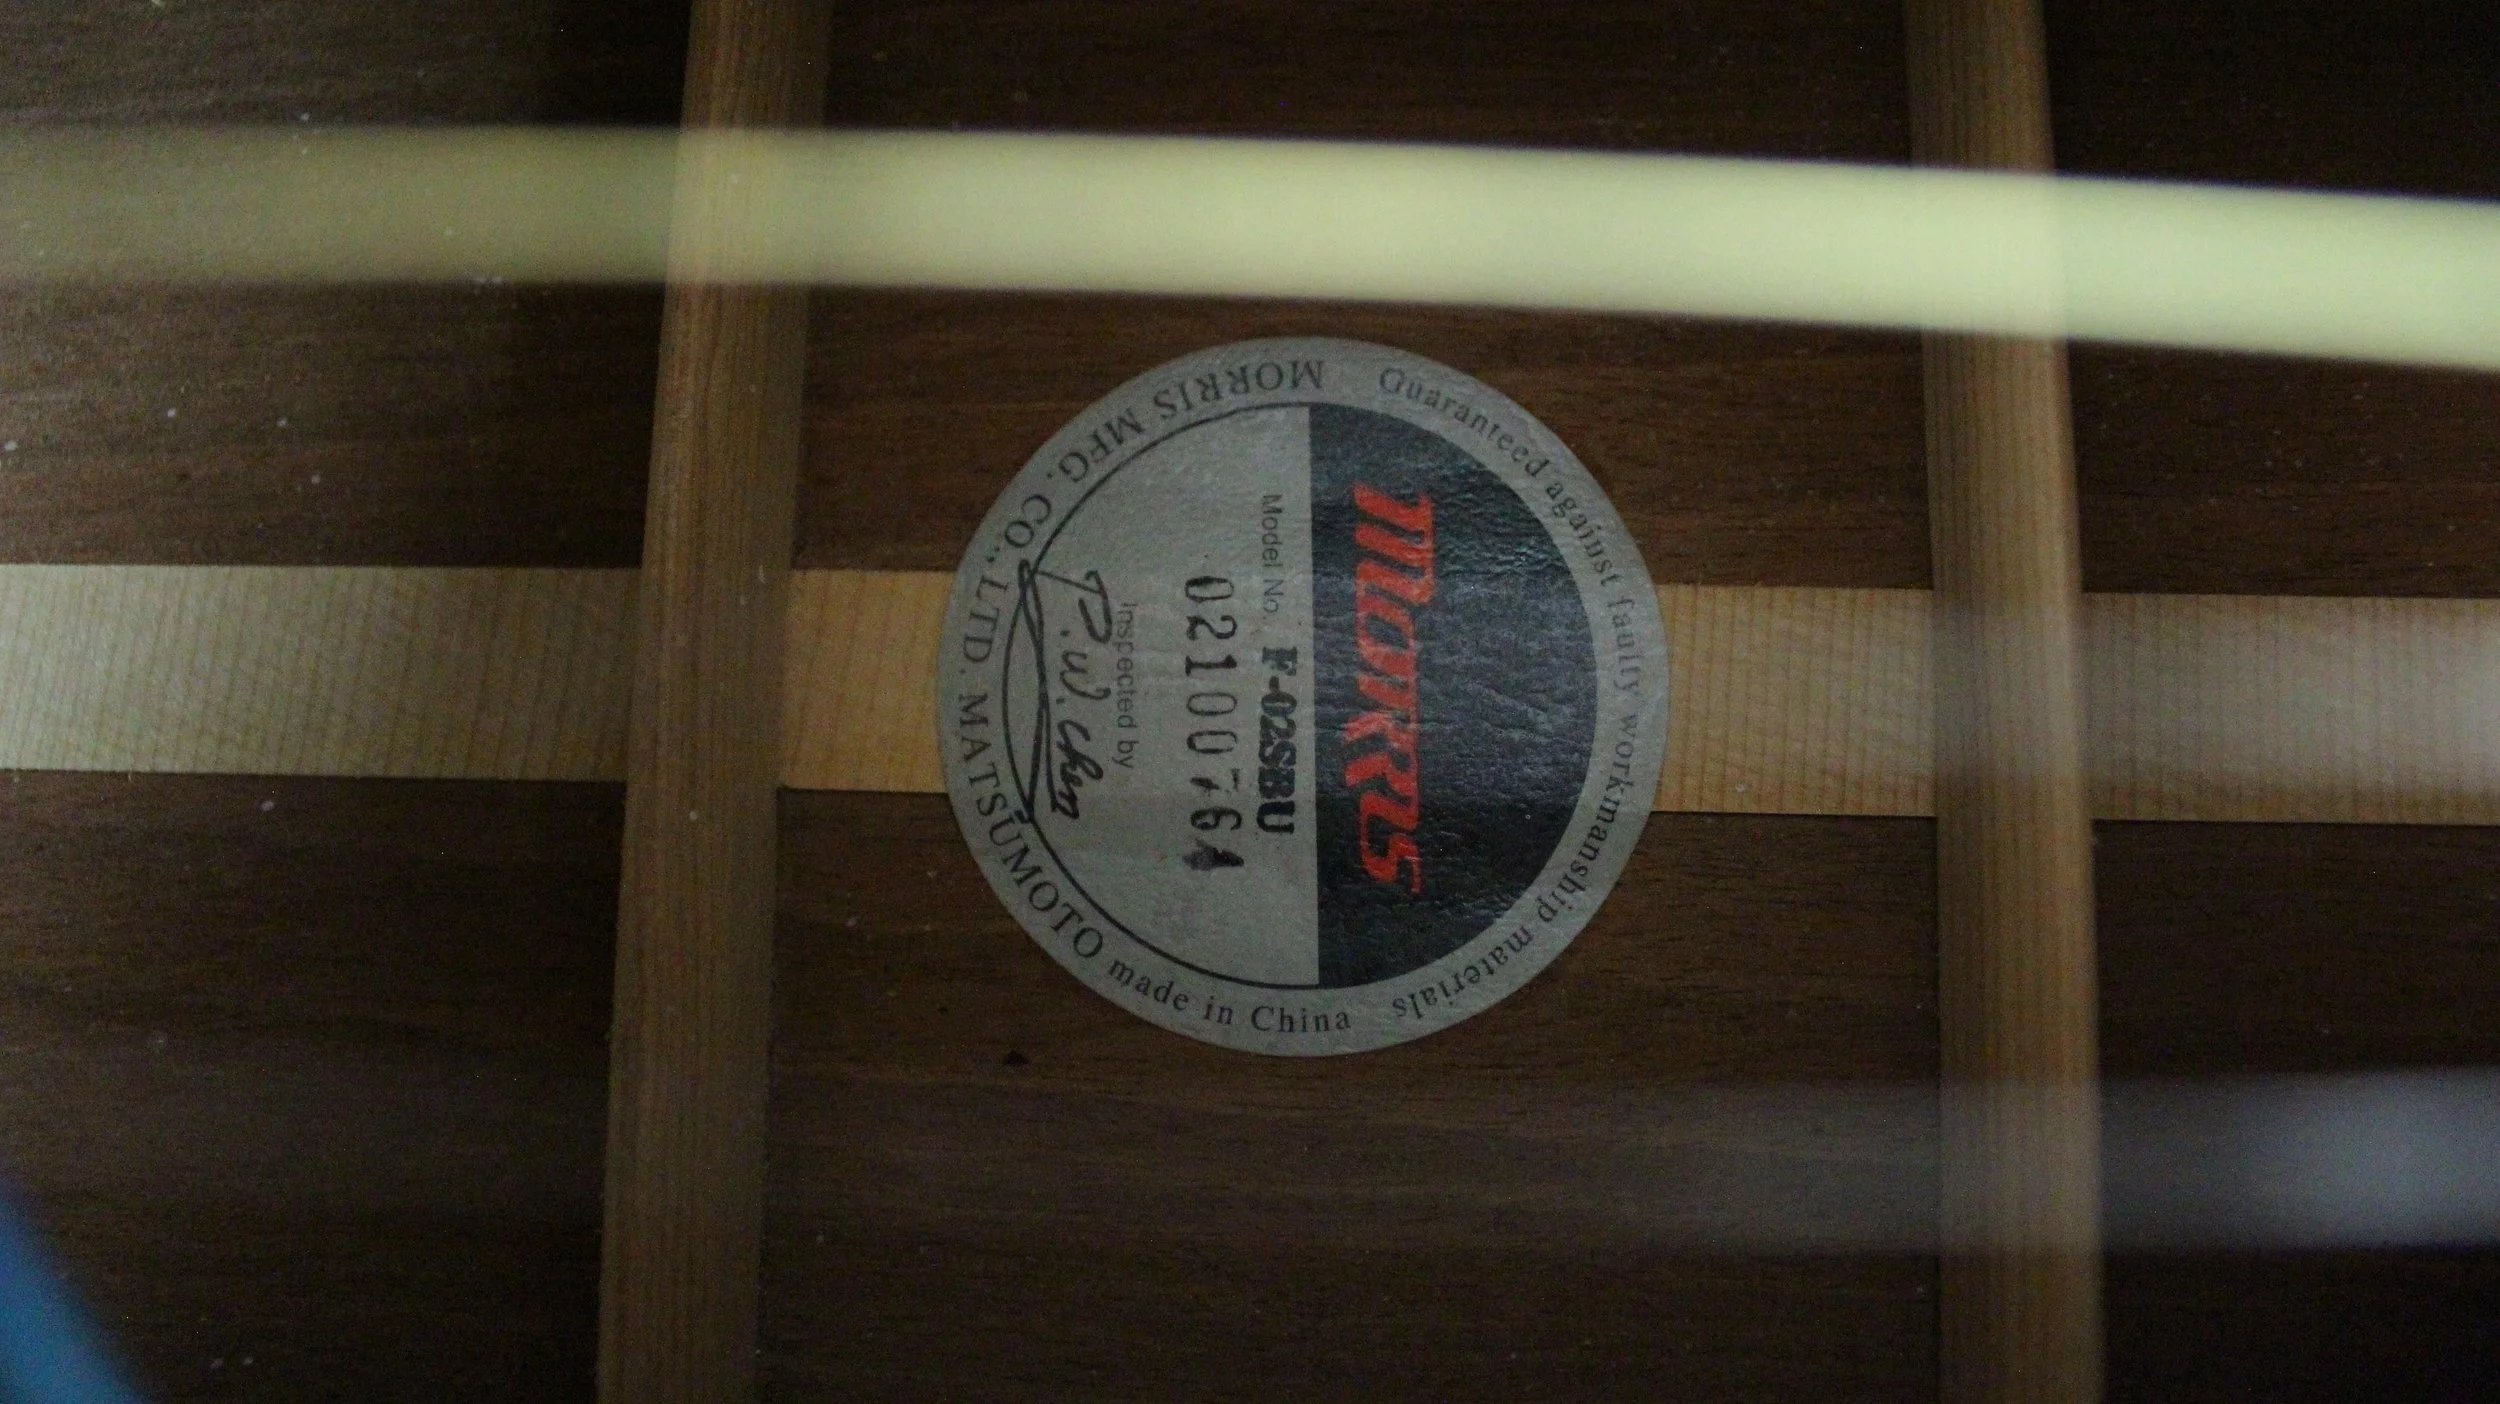 Guaranteed against faulty workmanship materials
MORRIS
Model No. F-02SBU
Inspected by
P.W. Chen
MORRIS MFG. CO., LTD. MATSUMOTO made in China